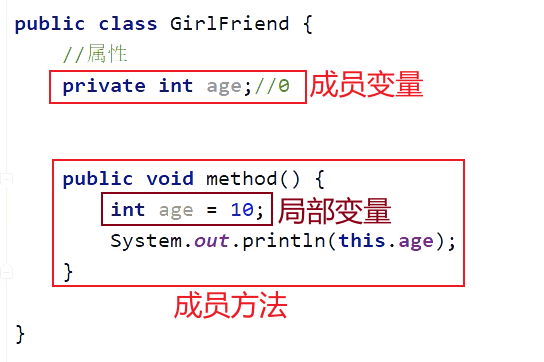 public class GirlFriend {
//属性
private int age;//0 成员变量
public void method() {
int age = 10; 局部变量
System.out.println(this.age);
}
成员方法
}